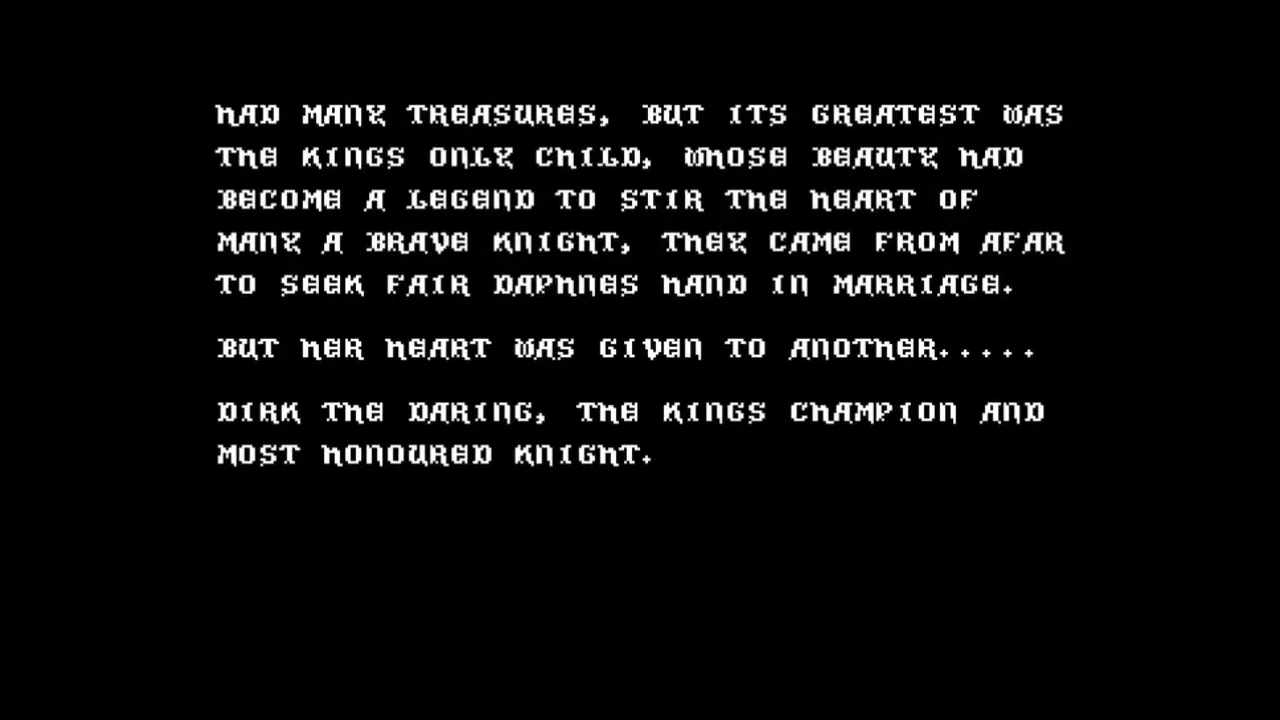 HAD MANY TREASURES, BUT ITS GREATEST WAS
THE KINGS ONLY CHILD, WHOSE BEAUTY HAD
BECOME A LEGEND TO STIR THE HEART OF
MANY A BRAVE KNIGHT, THEY CAME FROM AFAR
TO SEEK FAIR DAPHNES HAND IN MARRIAGE.
BUT HER HEART WAS GIVEN TO ANOTHER.....
DIRK THE DARING, THE KINGS CHAMPION AND
MOST HONOURED KNIGHT.